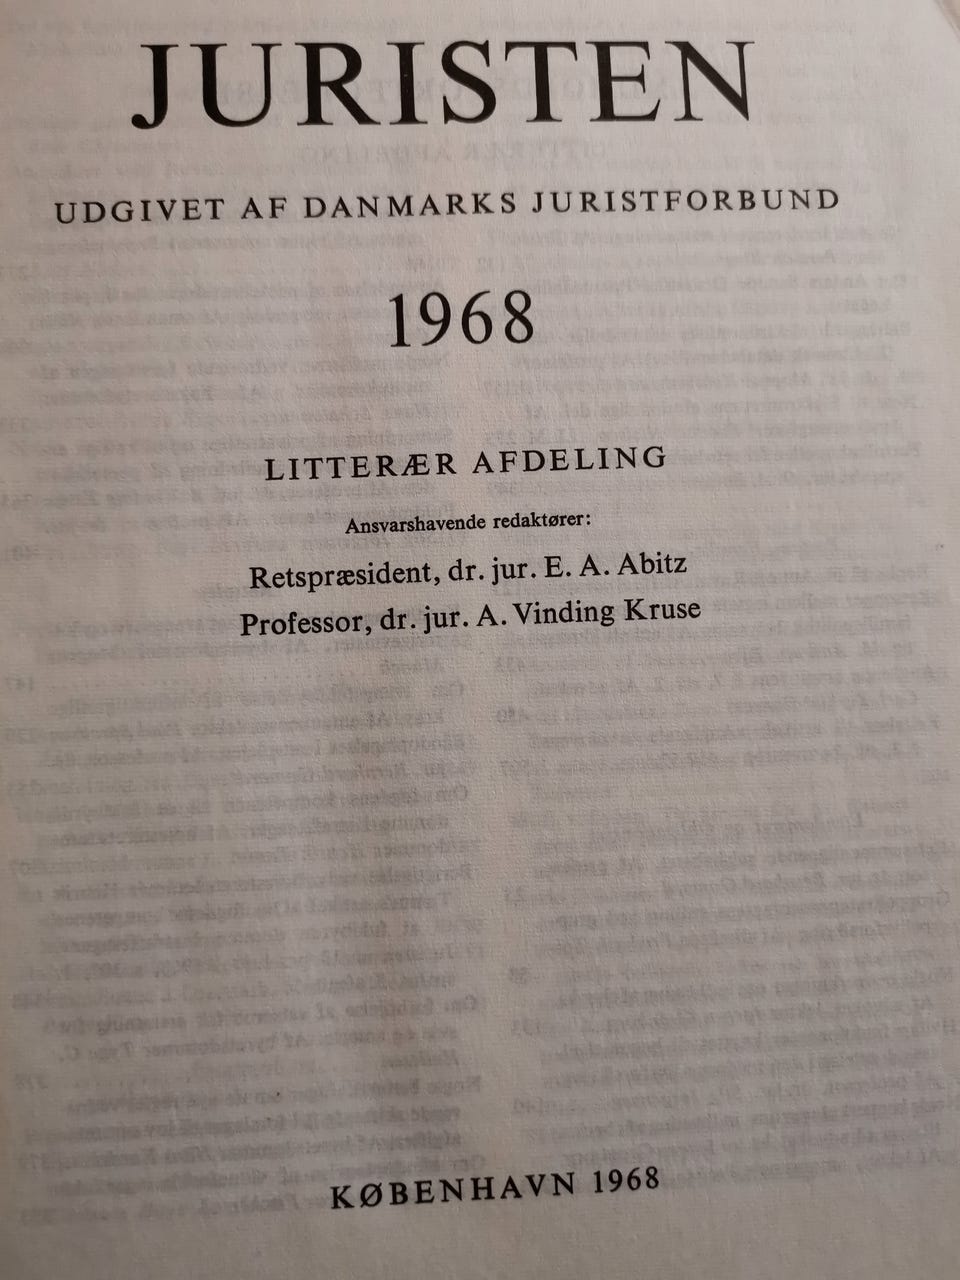 JURISTEN
UDGIVET AF DANMARKS JURISTFORBUND
1968
LITTERÆR AFDELING
Ansvarshavende redaktører:
Retspræsident, dr. jur. E. A. Abitz
Professor, dr. jur. A. Vinding Kruse
KØBENHAVN 1968